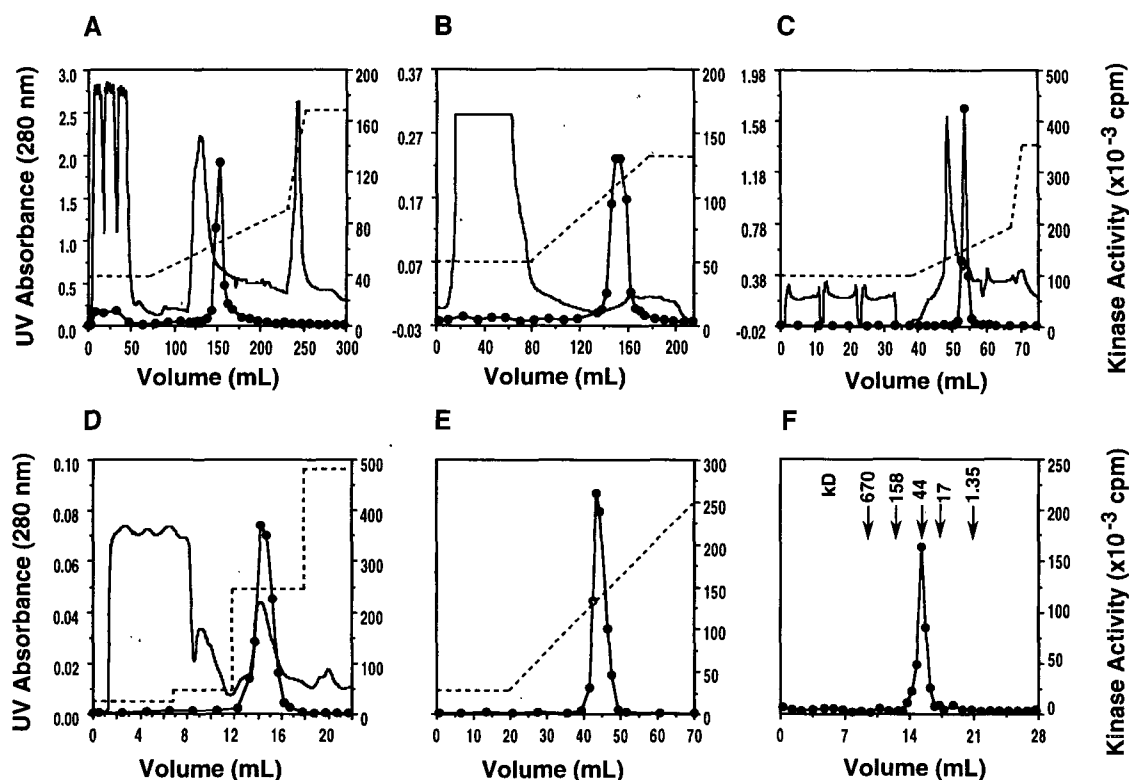 A
B
C
UV Absorbance (280 nm)
3.0
2.5
2.0
1.5
1.0
0.5
0.0
200
160
120
80
40
0
0 50 100 150 200 250 300
Volume (mL)
0.37
0.27
0.17
0.07
-0.03
200
150
100
50
0
0 40 80 120 160 200
Volume (mL)
1.98
1.58
1.18
0.78
0.38
-0.02
500
400
300
200
100
0
0 10 20 30 40 50 60 70
Volume (mL)
Kinase Activity (x10⁻³ cpm)
D
E
F
UV Absorbance (280 nm)
0.10
0.08
0.06
0.04
0.02
0.00
500
400
300
200
100
0
0 4 8 12 16 20
Volume (mL)
300
250
200
150
100
50
0
0 10 20 30 40 50 60 70
Volume (mL)
kD 670 158 44 17 1.35
250
200
150
100
50
0
0 7 14 21 28
Volume (mL)
Kinase Activity (x10⁻³ cpm)